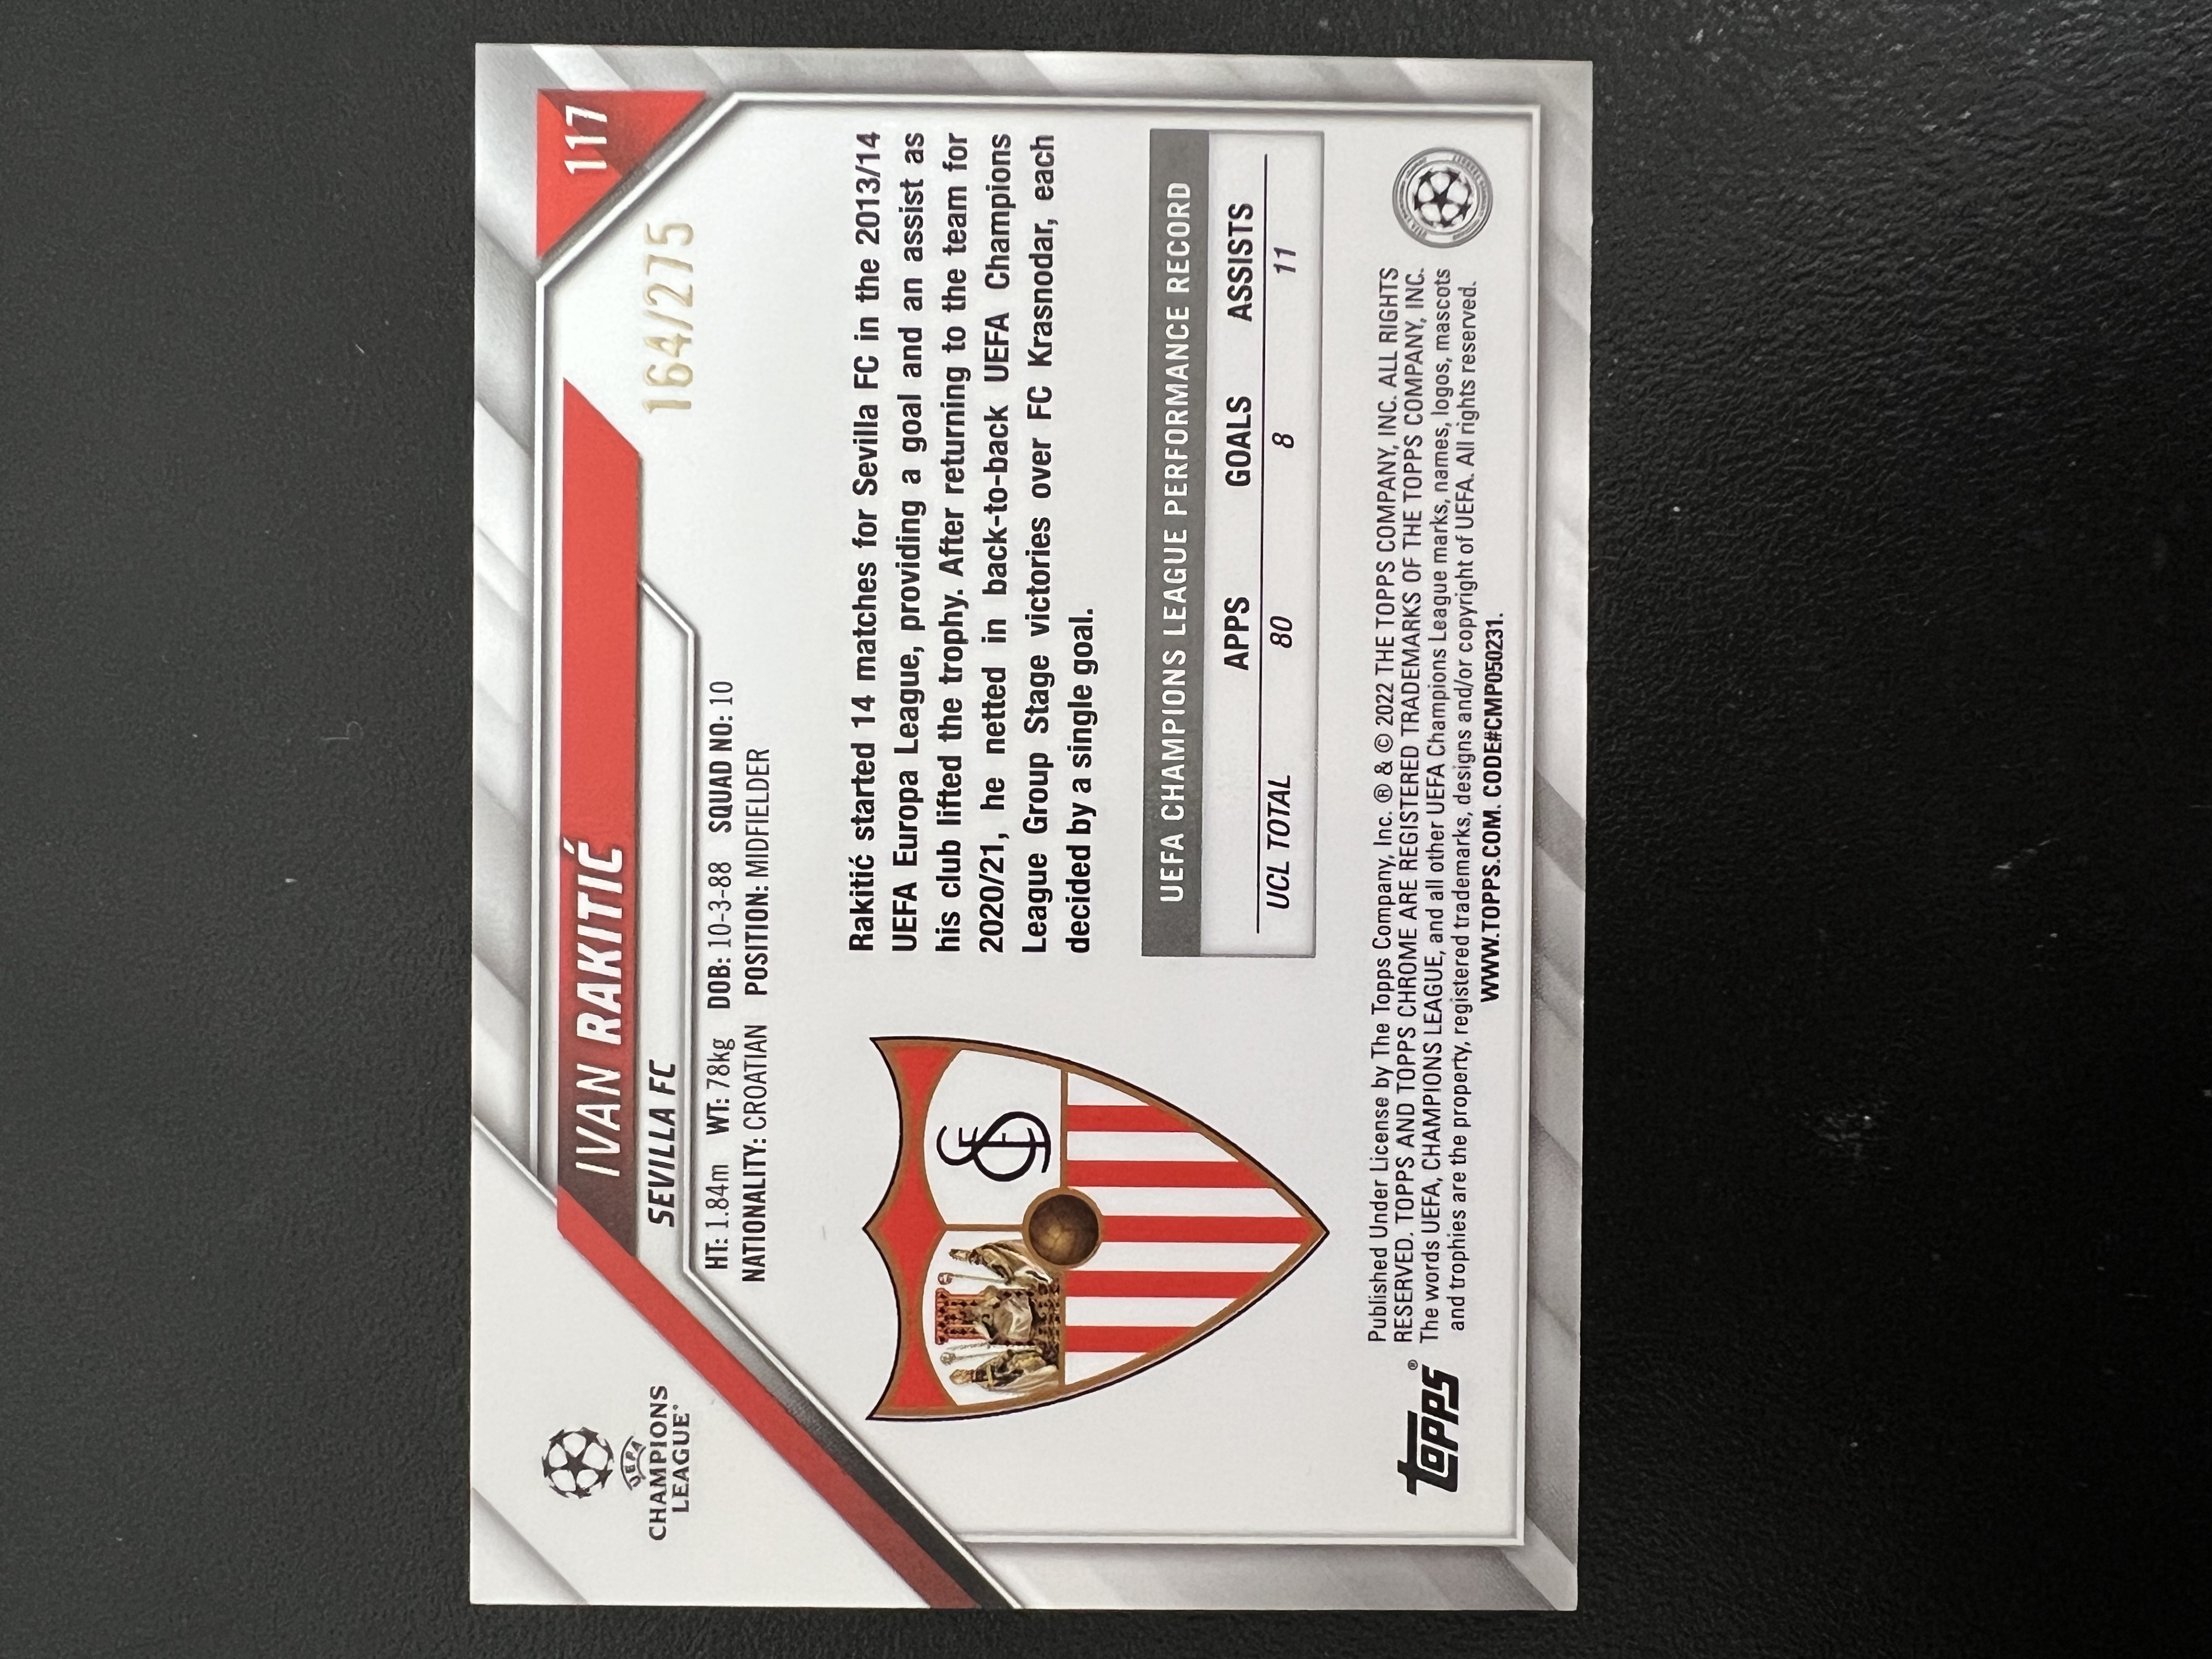 117
164/275
UEFA
CHAMPIONS
LEAGUE
IVAN RAKITIĆ
SEVILLA FC
HT: 1.84m WT: 78kg DOB: 10-3-88 SQUAD NO: 10
NATIONALITY: CROATIAN POSITION: MIDFIELDER
Rakitić started 14 matches for Sevilla FC in the 2013/14
UEFA Europa League, providing a goal and an assist as
his club lifted the trophy. After returning to the team for
2020/21, he netted in back-to-back UEFA Champions
League Group Stage victories over FC Krasnodar, each
decided by a single goal.
UEFA CHAMPIONS LEAGUE PERFORMANCE RECORD
APPS GOALS ASSISTS
UCL TOTAL 80 8 11
topps®
Published Under License by The Topps Company, Inc. ® & © 2022 THE TOPPS COMPANY, INC. ALL RIGHTS
RESERVED. TOPPS AND TOPPS CHROME ARE REGISTERED TRADEMARKS OF THE TOPPS COMPANY, INC.
The words UEFA, CHAMPIONS LEAGUE, and all other UEFA Champions League marks, names, logos, mascots
and trophies are the property, registered trademarks, designs and/or copyright of UEFA. All rights reserved.
WWW.TOPPS.COM. CODE#CMP050231.